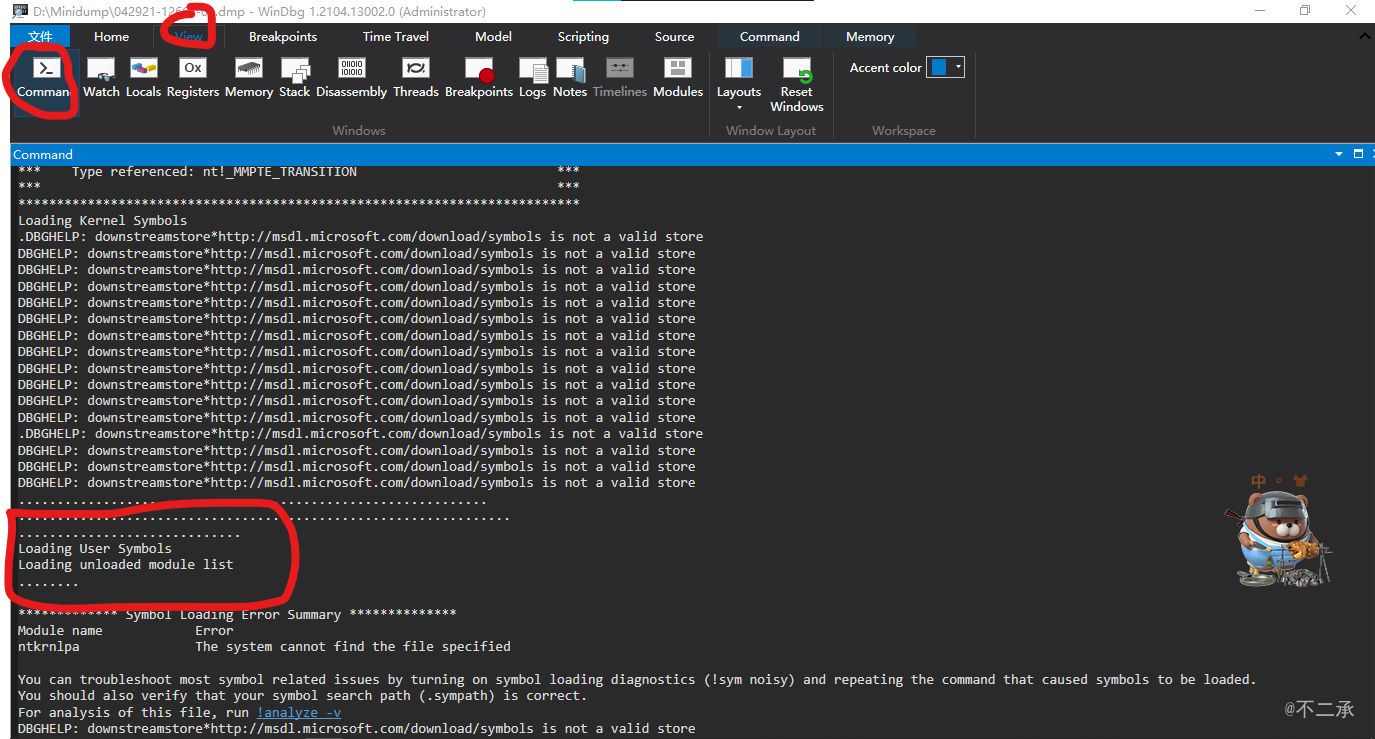 D:\Minidump\042921-126 .dmp - WinDbg 1.2104.13002.0 (Administrator)
文件 Home View Breakpoints Time Travel Model Scripting Source Command Memory
Command Watch Locals Registers Memory Stack Disassembly Threads Breakpoints Logs Notes Timelines Modules Layouts Reset Windows Accent color
Windows Window Layout Workspace
Command
*** Type referenced: nt!_MMPTE_TRANSITION ***
*** ***
*************************************************************************
Loading Kernel Symbols
.DBGHELP: downstreamstore*http://msdl.microsoft.com/download/symbols is not a valid store
DBGHELP: downstreamstore*http://msdl.microsoft.com/download/symbols is not a valid store
DBGHELP: downstreamstore*http://msdl.microsoft.com/download/symbols is not a valid store
DBGHELP: downstreamstore*http://msdl.microsoft.com/download/symbols is not a valid store
DBGHELP: downstreamstore*http://msdl.microsoft.com/download/symbols is not a valid store
DBGHELP: downstreamstore*http://msdl.microsoft.com/download/symbols is not a valid store
DBGHELP: downstreamstore*http://msdl.microsoft.com/download/symbols is not a valid store
DBGHELP: downstreamstore*http://msdl.microsoft.com/download/symbols is not a valid store
DBGHELP: downstreamstore*http://msdl.microsoft.com/download/symbols is not a valid store
DBGHELP: downstreamstore*http://msdl.microsoft.com/download/symbols is not a valid store
DBGHELP: downstreamstore*http://msdl.microsoft.com/download/symbols is not a valid store
DBGHELP: downstreamstore*http://msdl.microsoft.com/download/symbols is not a valid store
.DBGHELP: downstreamstore*http://msdl.microsoft.com/download/symbols is not a valid store
DBGHELP: downstreamstore*http://msdl.microsoft.com/download/symbols is not a valid store
DBGHELP: downstreamstore*http://msdl.microsoft.com/download/symbols is not a valid store
DBGHELP: downstreamstore*http://msdl.microsoft.com/download/symbols is not a valid store
.............................................................
................................................................
.............................
Loading User Symbols
Loading unloaded module list
........
中
************* Symbol Loading Error Summary **************
Module name Error
ntkrnlpa The system cannot find the file specified
You can troubleshoot most symbol related issues by turning on symbol loading diagnostics (!sym noisy) and repeating the command that caused symbols to be loaded.
You should also verify that your symbol search path (.sympath) is correct.
For analysis of this file, run !analyze -v
DBGHELP: downstreamstore*http://msdl.microsoft.com/download/symbols is not a valid store
@不二承